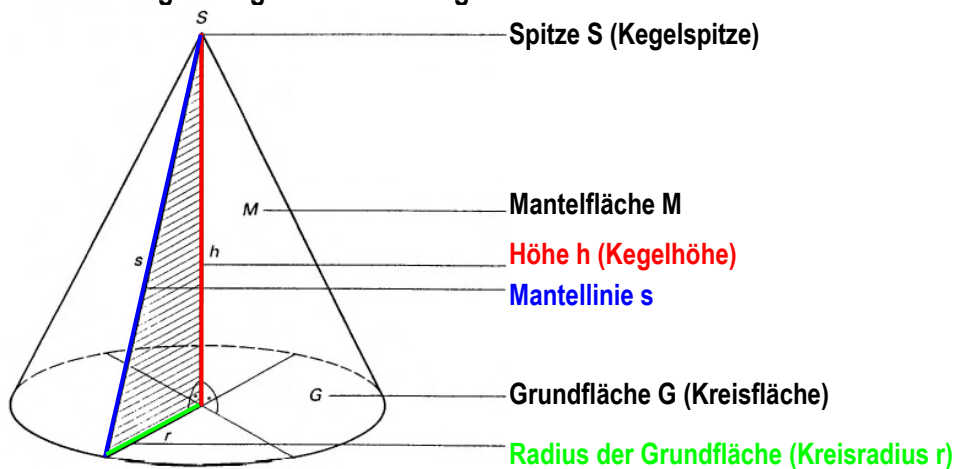 S
Spitze S (Kegelspitze)
M
Mantelfläche M
h
Höhe h (Kegelhöhe)
s
Mantellinie s
G
Grundfläche G (Kreisfläche)
r
Radius der Grundfläche (Kreisradius r)